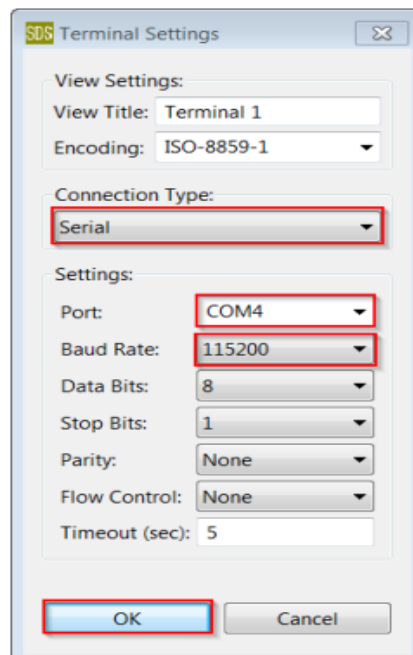 SDS Terminal Settings
View Settings:
View Title: Terminal 1
Encoding: ISO-8859-1
Connection Type:
Serial
Settings:
Port: COM4
Baud Rate: 115200
Data Bits: 8
Stop Bits: 1
Parity: None
Flow Control: None
Timeout (sec): 5
OK Cancel